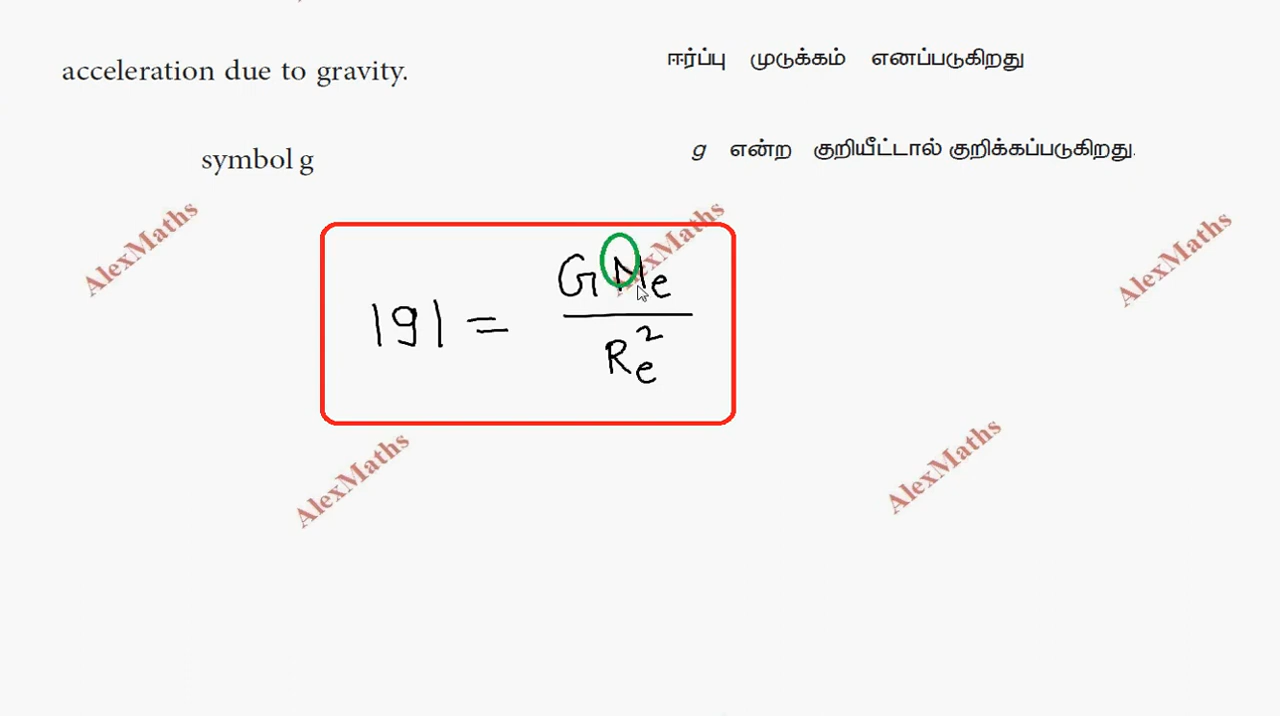 acceleration due to gravity.
ஈர்ப்பு முடுக்கம் எனப்படுகிறது
symbol g
g என்ற குறியீட்டால் குறிக்கப்படுகிறது.
AlexMaths
AlexMaths
AlexMaths
|g| = GMe / Re²
AlexMaths
AlexMaths